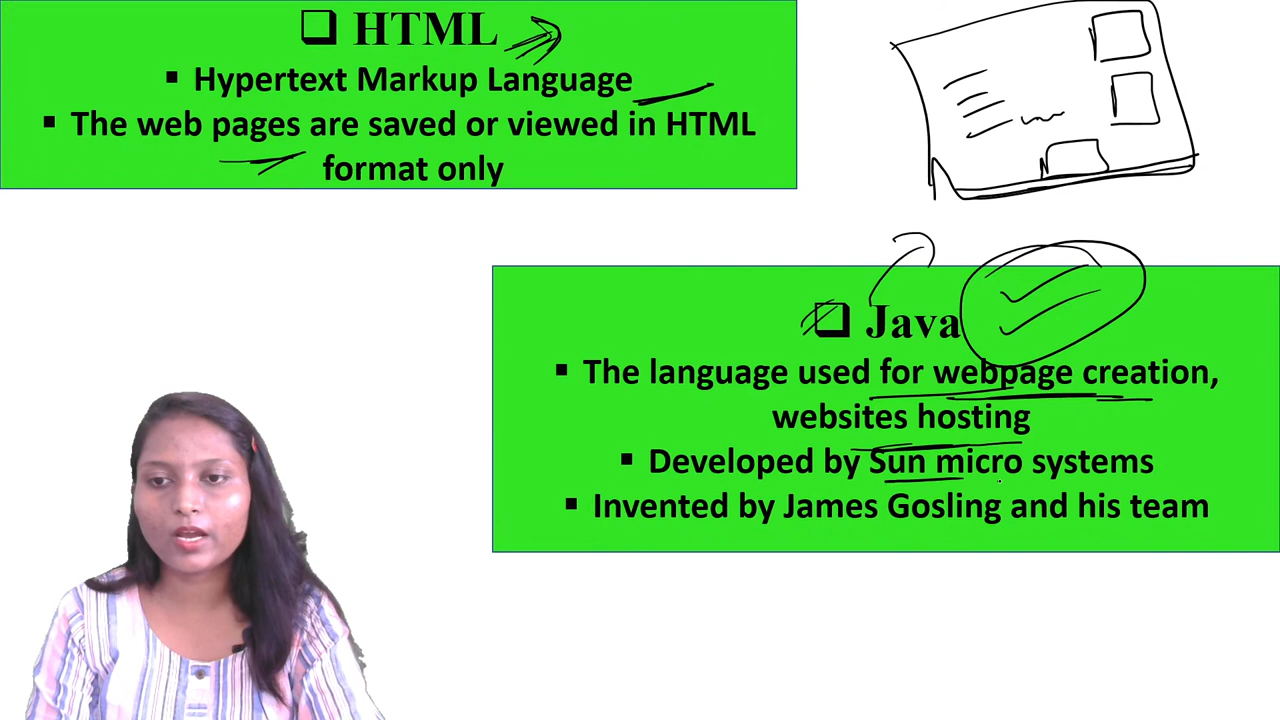 HTML
Hypertext Markup Language
The web pages are saved or viewed in HTML
format only
Java
The language used for webpage creation,
websites hosting
Developed by Sun micro systems
Invented by James Gosling and his team